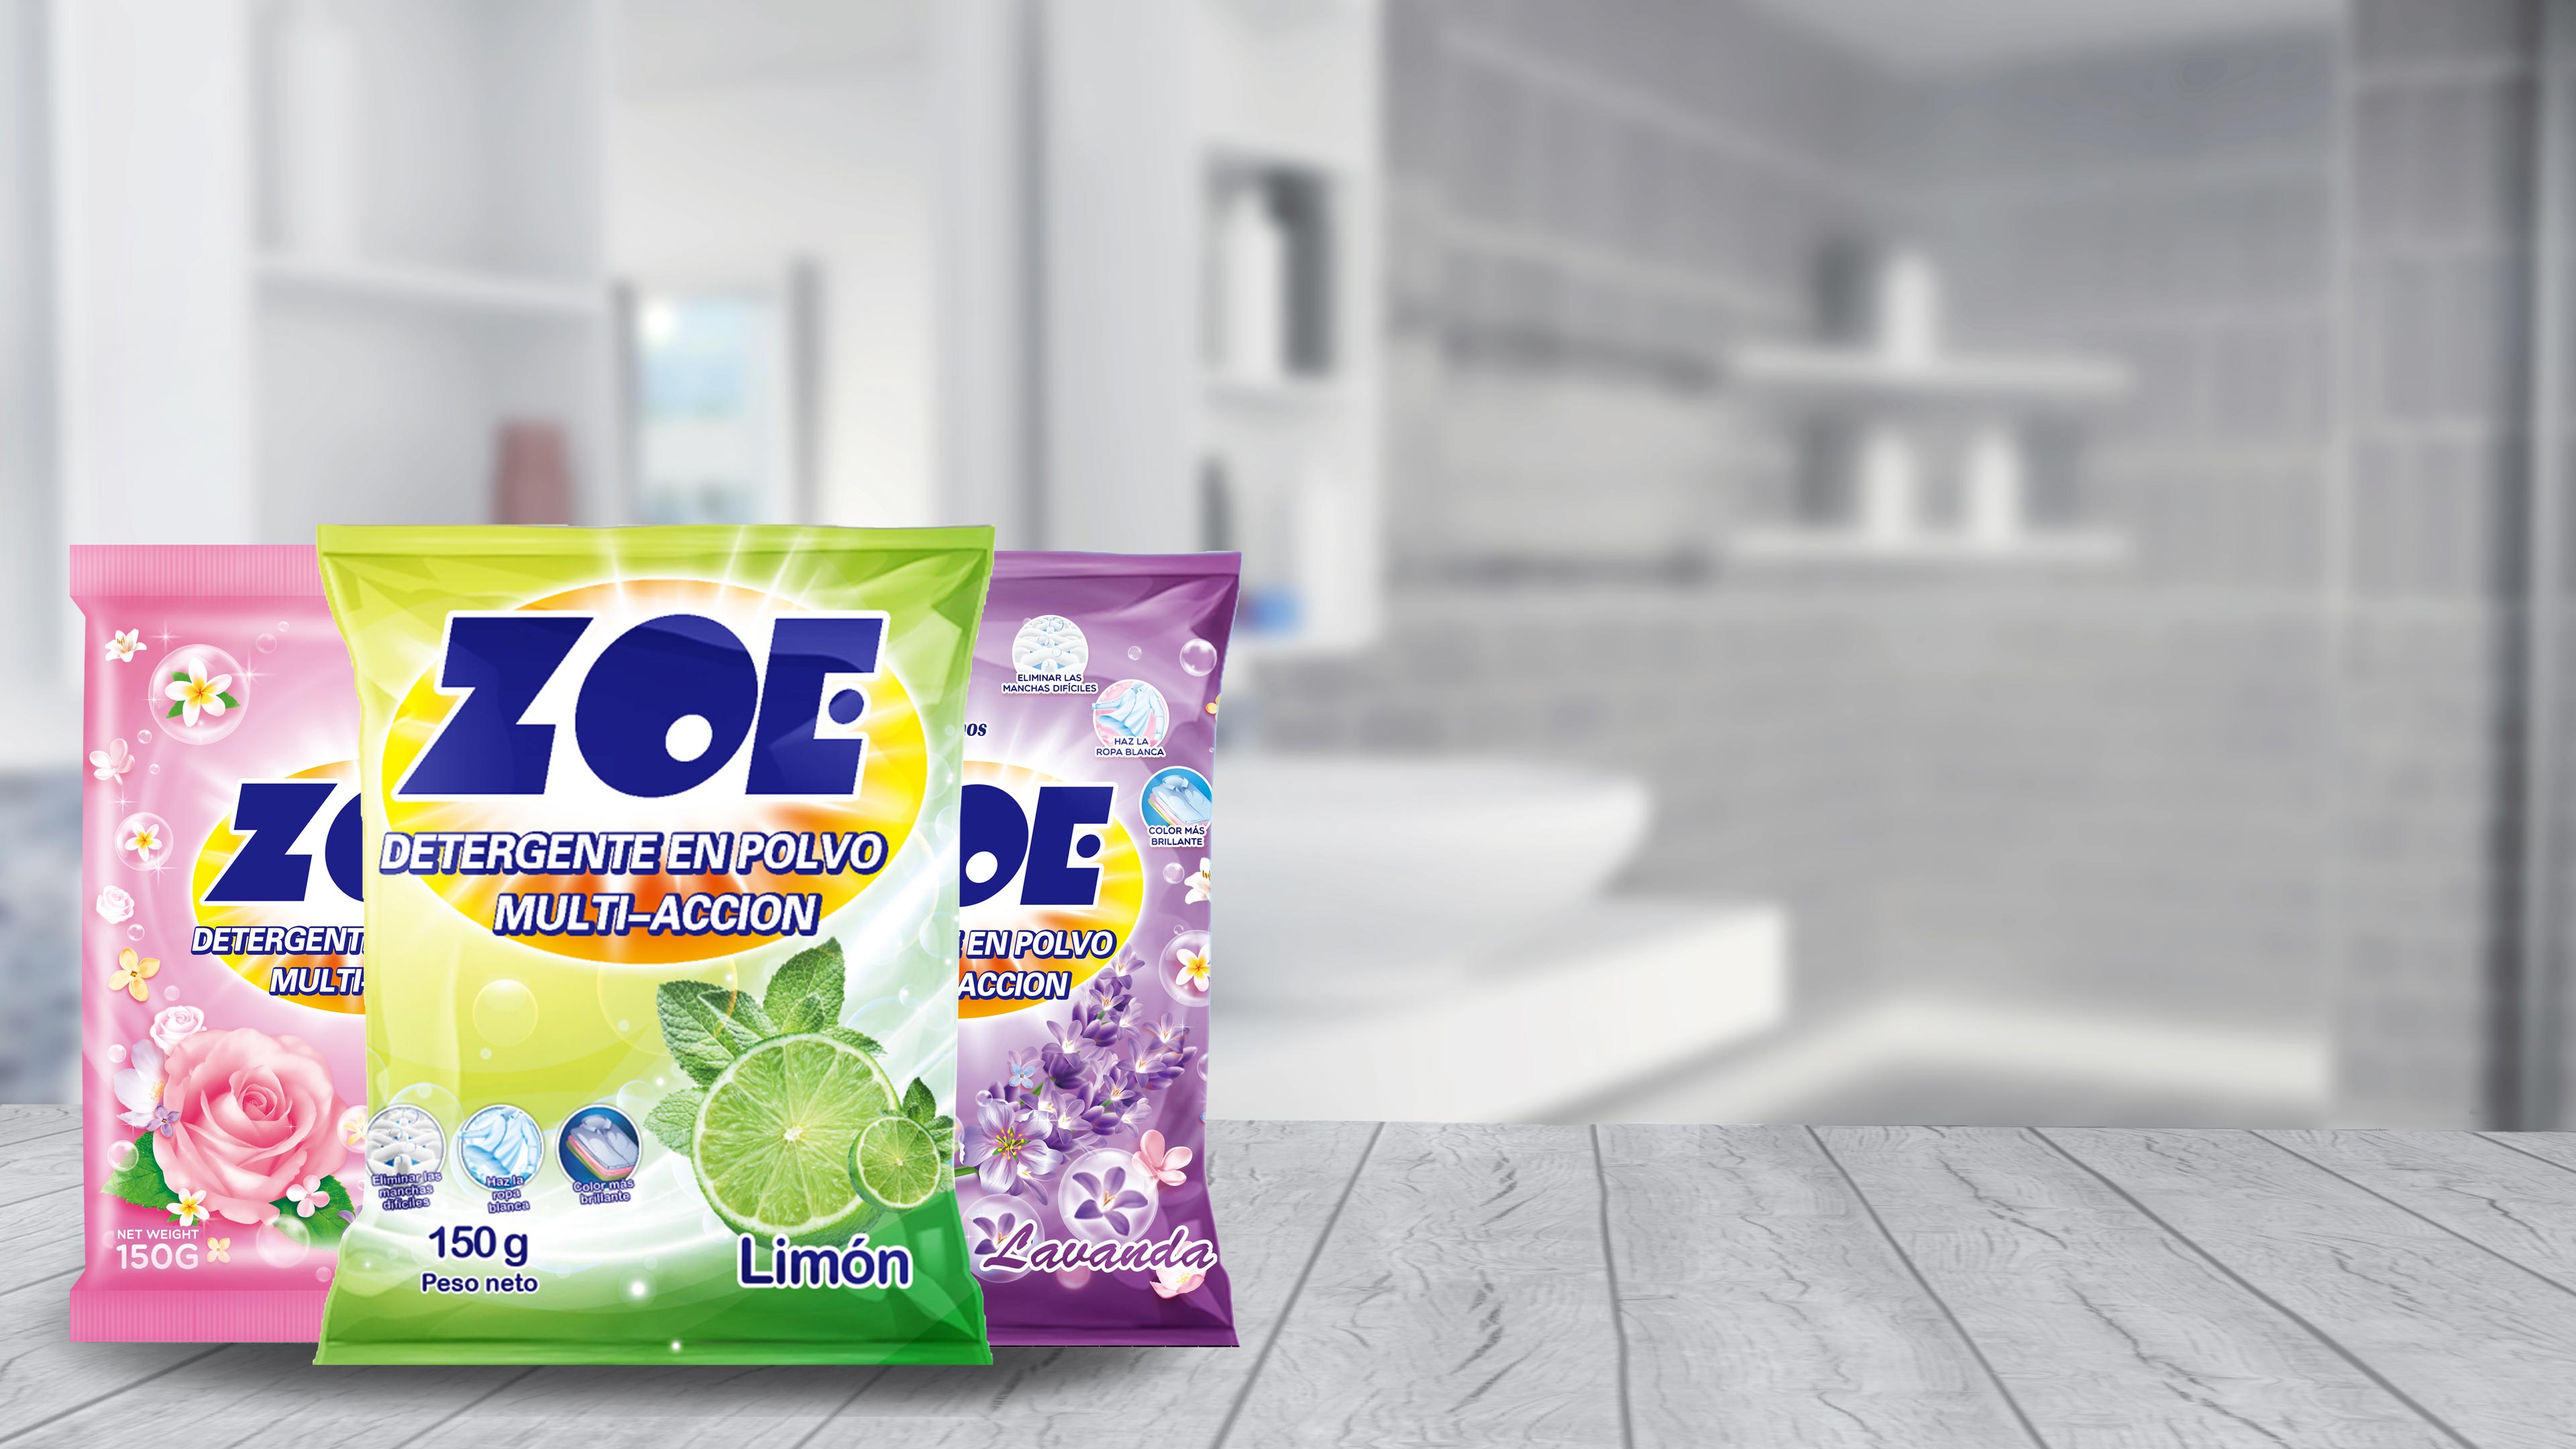 ZO
DETERGENT
MULTI-
NET WEIGHT
150G
ZOE
DETERGENTE EN POLVO
MULTI-ACCION
Eliminar las
manchas
difíciles
Haz la
ropa
blanca
Color más
brillante
150 g
Peso neto
Limón
ELIMINAR LAS
MANCHAS DIFÍCILES
HAZ LA
ROPA BLANCA
COLOR MÁS
BRILLANTE
OE
EN POLVO
ACCION
Lavanda